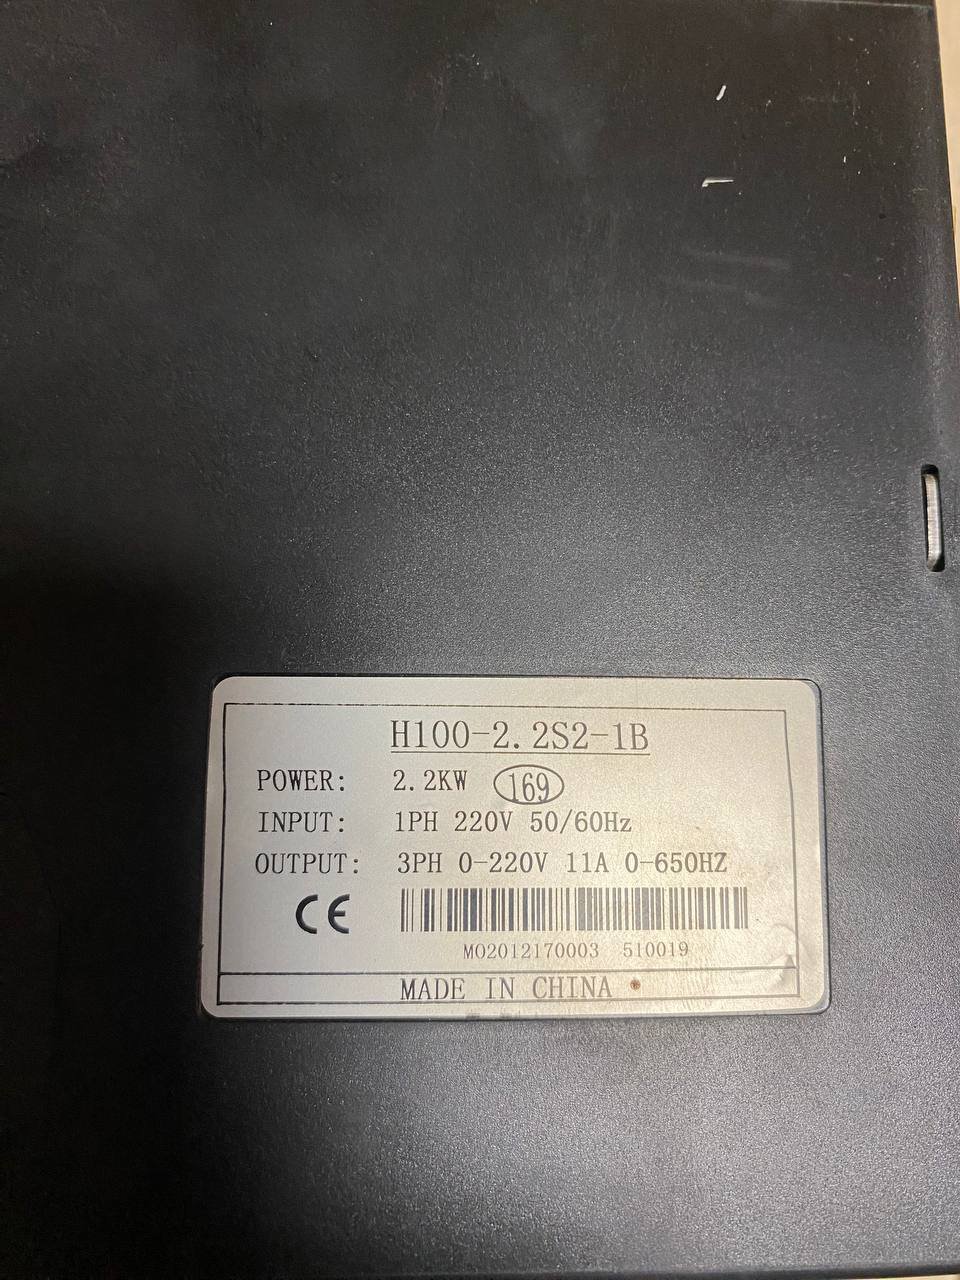 H100-2.2S2-1B
POWER: 2.2KW 169
INPUT: 1PH 220V 50/60Hz
OUTPUT: 3PH 0-220V 11A 0-650HZ
CE
MO2012170003 510019
MADE IN CHINA